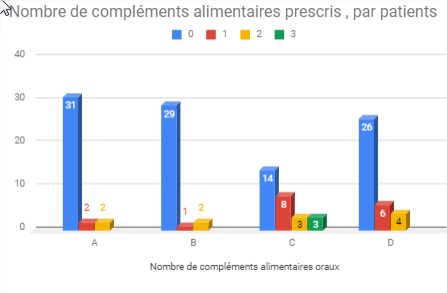 Nombre de compléments alimentaires prescris , par patients
0 1 2 3
40
30
20
10
0
31 2 2
29 1 2
14 8 3 3
26 6 4
A B C D
Nombre de compléments alimentaires oraux